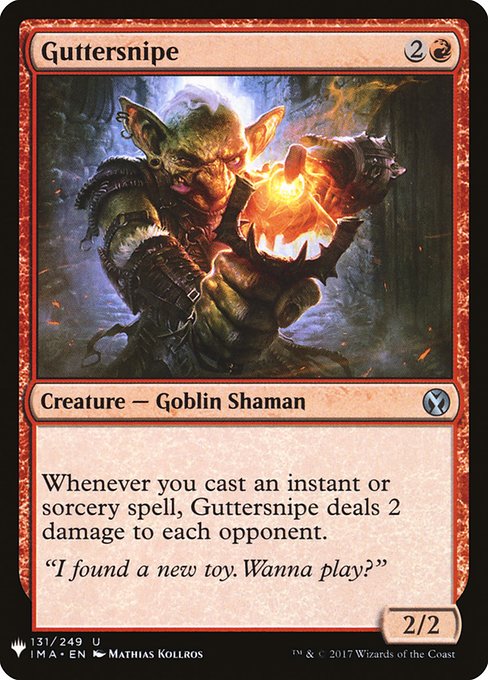 Guttersnipe 2
Creature — Goblin Shaman
Whenever you cast an instant or
sorcery spell, Guttersnipe deals 2
damage to each opponent.
“I found a new toy. Wanna play?”
2/2
131/249 U
IMA • EN Mathias Kollros
™ & © 2017 Wizards of the Coast